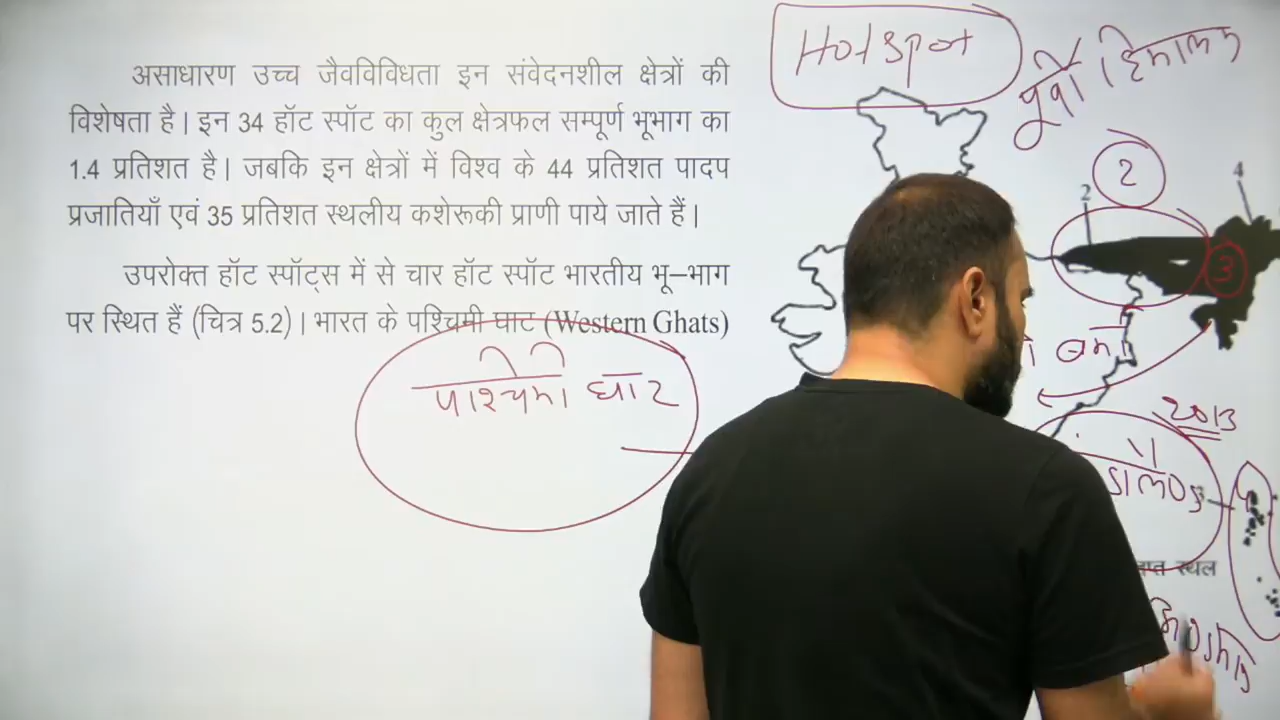 असाधारण उच्च जैवविविधता इन संवेदनशील क्षेत्रों की
विशेषता है। इन 34 हॉट स्पॉट का कुल क्षेत्रफल सम्पूर्ण भूभाग का
1.4 प्रतिशत है। जबकि इन क्षेत्रों में विश्व के 44 प्रतिशत पादप
प्रजातियाँ एवं 35 प्रतिशत स्थलीय कशेरूकी प्राणी पाये जाते हैं।
उपरोक्त हॉट स्पॉट्स में से चार हॉट स्पॉट भारतीय भू–भाग
पर स्थित हैं (चित्र 5.2)। भारत के पश्चिमी घाट (Western Ghats)
पाश्चिमी घाट
Hotspot
पूर्वी हिमालय
2
2
4
3
2013
3
स्थल